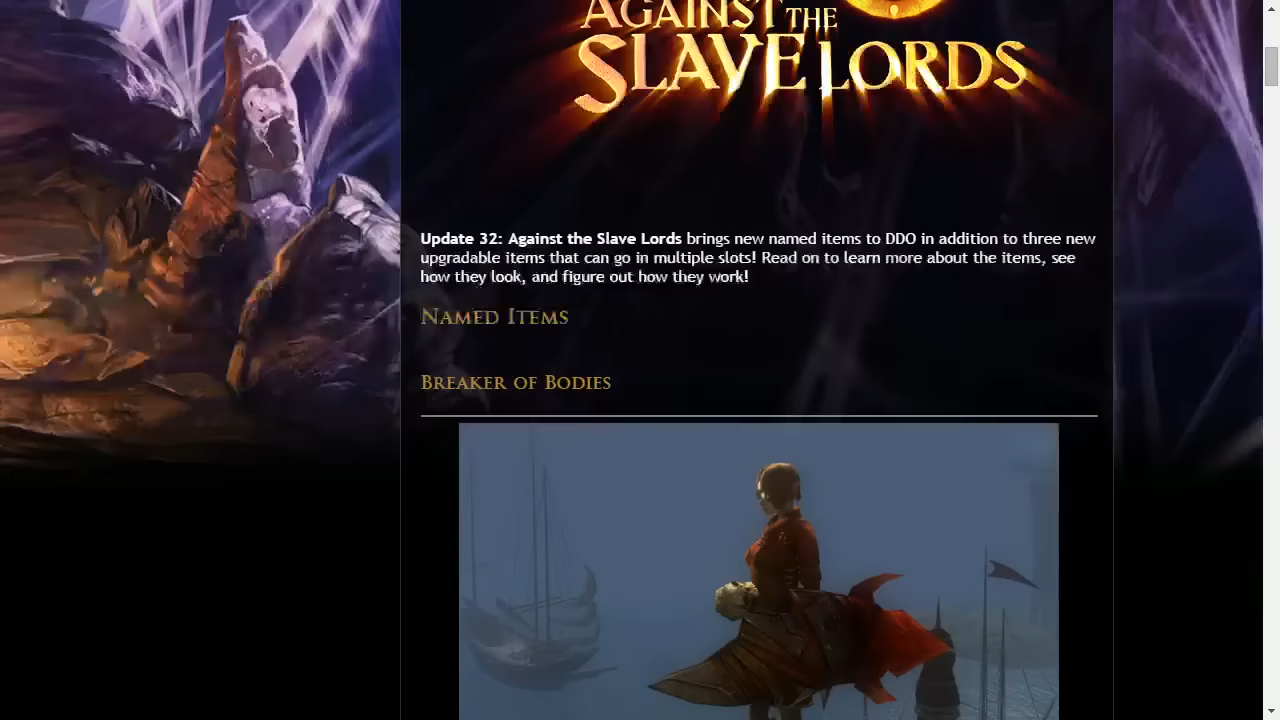 AGAINST THE
SLAVE LORDS
Update 32: Against the Slave Lords brings new named items to DDO in addition to three new
upgradable items that can go in multiple slots! Read on to learn more about the items, see
how they look, and figure out how they work!
Named Items
Breaker of Bodies